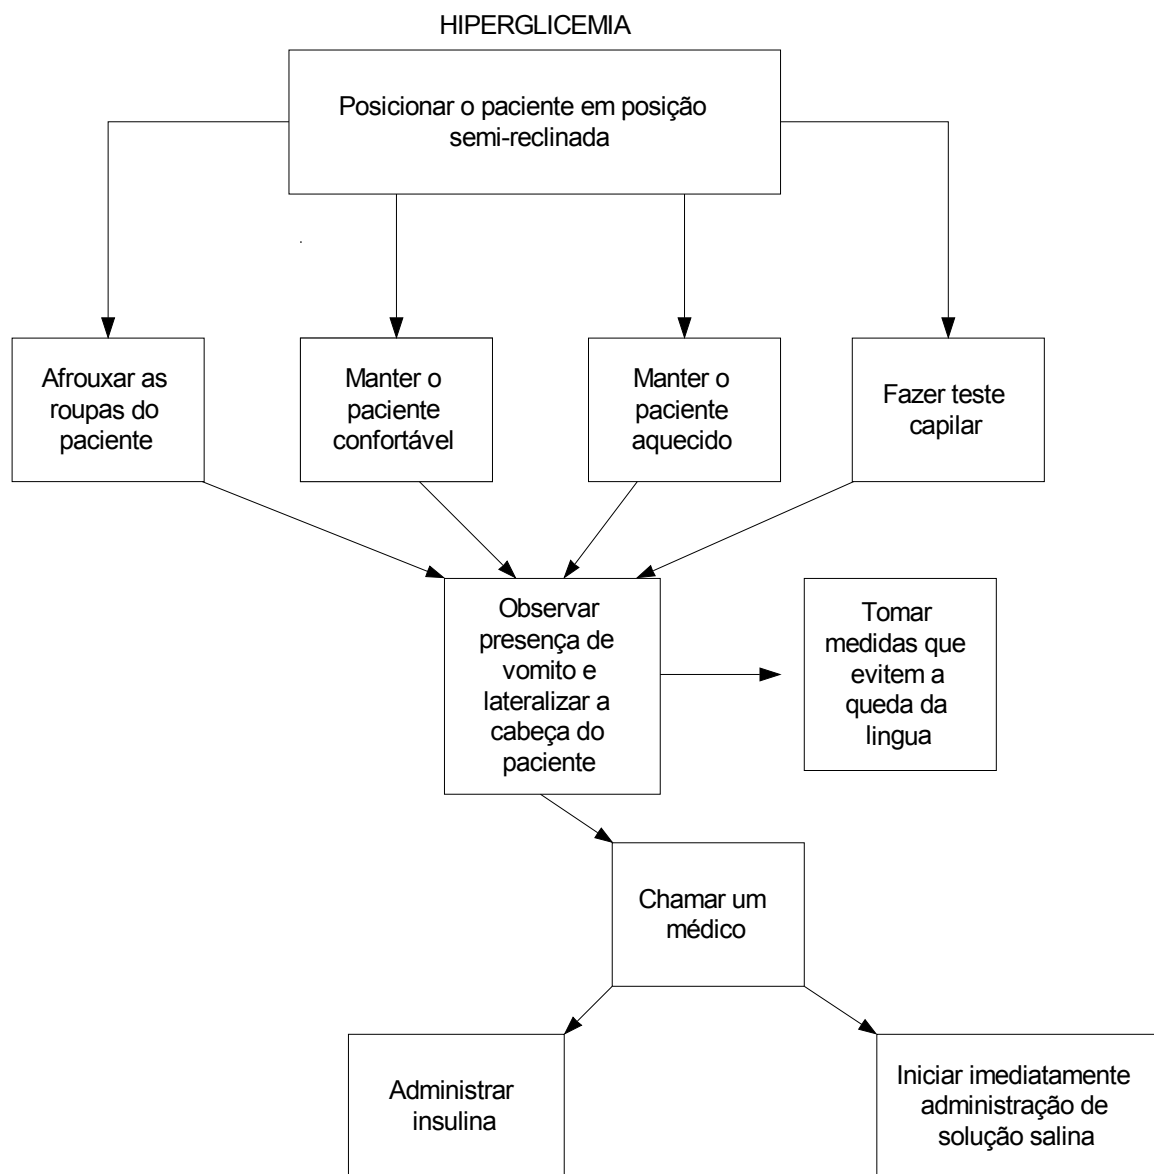 HIPERGLICEMIA
Posicionar o paciente em posição
semi-reclinada
Afrouxar as
roupas do
paciente
Manter o
paciente
confortável
Manter o
paciente
aquecido
Fazer teste
capilar
Observar
presença de
vomito e
lateralizar a
cabeça do
paciente
Tomar
medidas que
evitem a
queda da
lingua
Chamar um
médico
Administrar
insulina
Iniciar imediatamente
administração de
solução salina